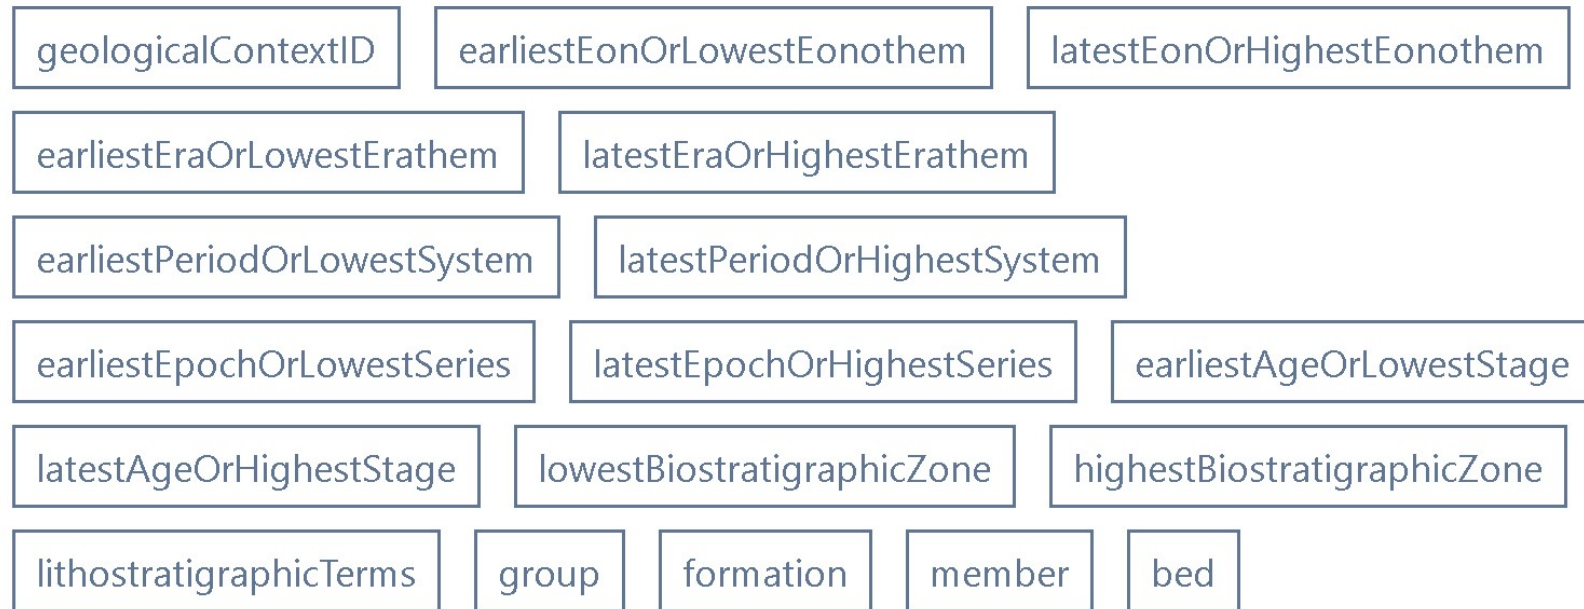 geologicalContextID earliestEonOrLowestEonothem latestEonOrHighestEonothem
earliestEraOrLowestErathem latestEraOrHighestErathem
earliestPeriodOrLowestSystem latestPeriodOrHighestSystem
earliestEpochOrLowestSeries latestEpochOrHighestSeries earliestAgeOrLowestStage
latestAgeOrHighestStage lowestBiostratigraphicZone highestBiostratigraphicZone
lithostratigraphicTerms group formation member bed